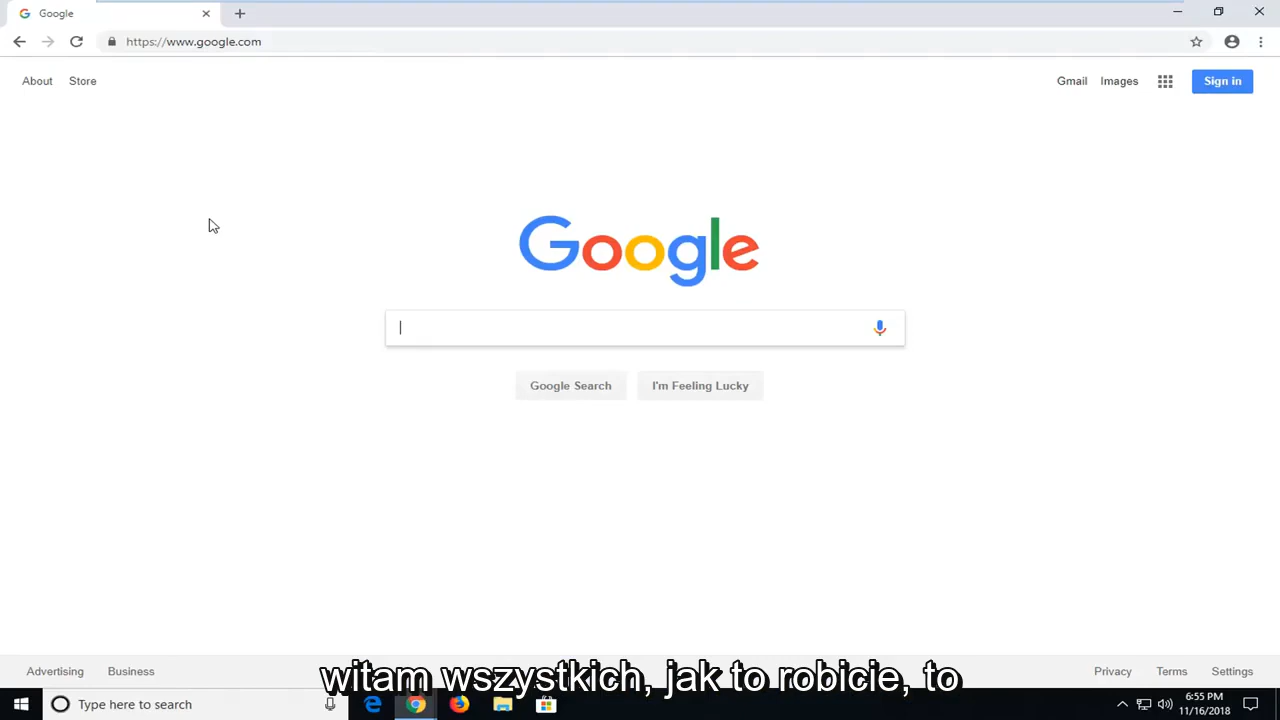 Google
https://www.google.com
About Store
Gmail Images Sign in
Google
Google Search I'm Feeling Lucky
Advertising Business
Privacy Terms Settings
witam wszystkich, jak to robicie, to
Type here to search
6:55 PM
11/16/2018